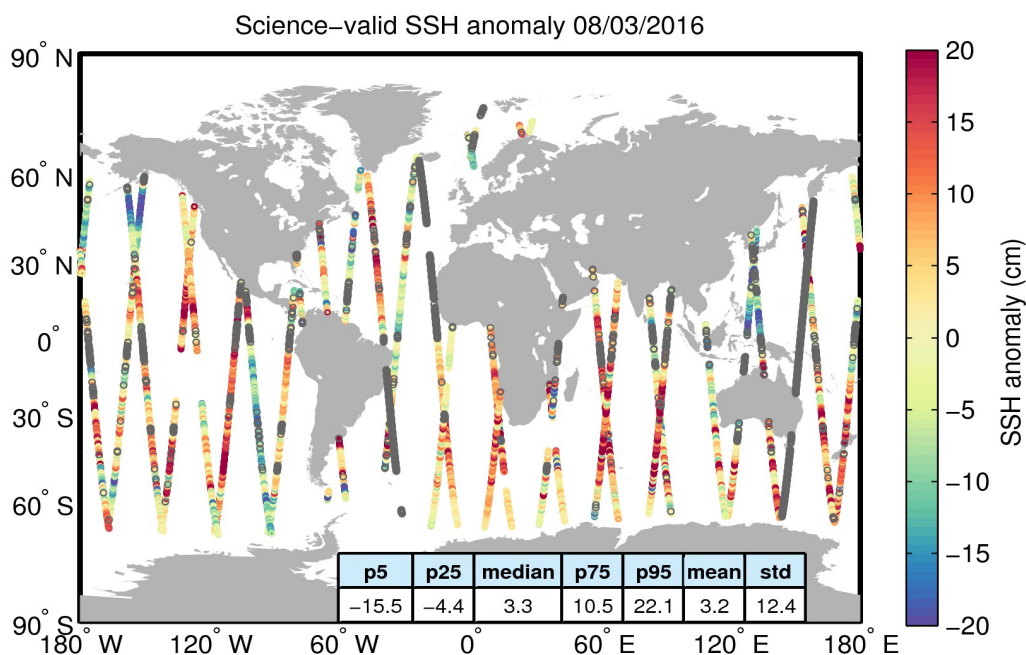 Science−valid SSH anomaly 08/03/2016
90° N
60° N
30° N
0°
30° S
60° S
90° S
180° W
120° W
60° W
0°
60° E
120° E
180° E
p5 p25 median p75 p95 mean std
−15.5 −4.4 3.3 10.5 22.1 3.2 12.4
20
15
10
5
0
−5
−10
−15
−20
SSH anomaly (cm)